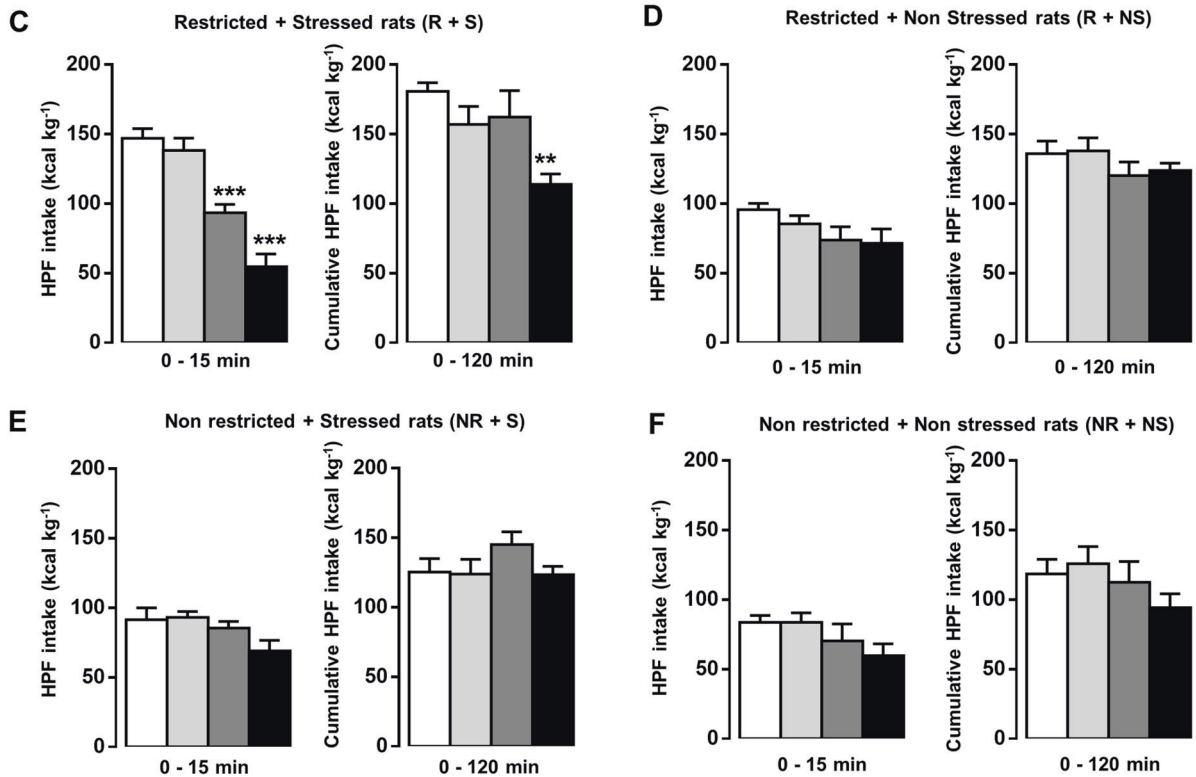 C
Restricted + Stressed rats (R + S)
HPF intake (kcal kg-1)
200
150
100
50
0
***
***
0 - 15 min
Cumulative HPF intake (kcal kg-1)
200
150
100
50
0
**
0 - 120 min
D
Restricted + Non Stressed rats (R + NS)
HPF intake (kcal kg-1)
200
150
100
50
0
0 - 15 min
Cumulative HPF intake (kcal kg-1)
200
150
100
50
0
0 - 120 min
E
Non restricted + Stressed rats (NR + S)
HPF intake (kcal kg-1)
200
150
100
50
0
0 - 15 min
Cumulative HPF intake (kcal kg-1)
200
150
100
50
0
0 - 120 min
F
Non restricted + Non stressed rats (NR + NS)
HPF intake (kcal kg-1)
200
150
100
50
0
0 - 15 min
Cumulative HPF intake (kcal kg-1)
200
150
100
50
0
0 - 120 min